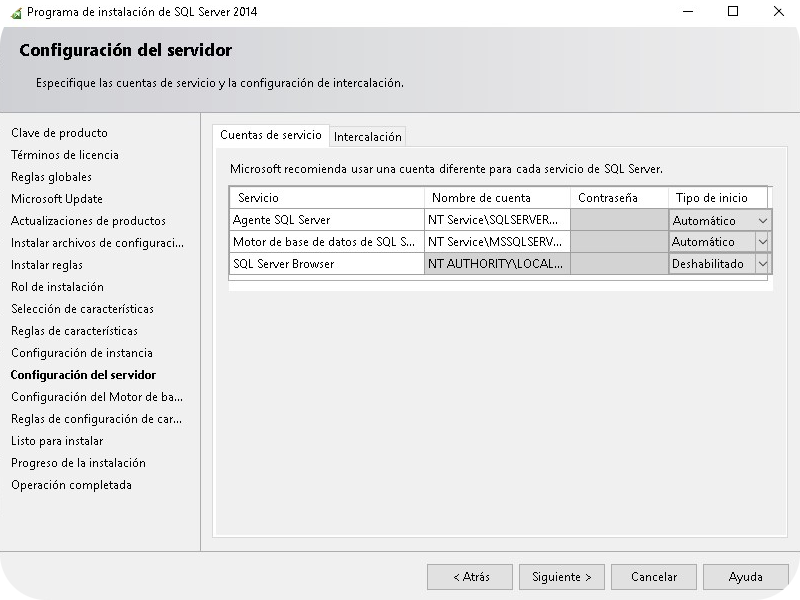 Programa de instalación de SQL Server 2014
Configuración del servidor
Especifique las cuentas de servicio y la configuración de intercalación.
Clave de producto
Términos de licencia
Reglas globales
Microsoft Update
Actualizaciones de productos
Instalar archivos de configuraci...
Instalar reglas
Rol de instalación
Selección de características
Reglas de características
Configuración de instancia
Configuración del servidor
Configuración del Motor de ba...
Reglas de configuración de car...
Listo para instalar
Progreso de la instalación
Operación completada
Cuentas de servicio Intercalación
Microsoft recomienda usar una cuenta diferente para cada servicio de SQL Server.
Servicio Nombre de cuenta Contraseña Tipo de inicio
Agente SQL Server NT Service\SQLSERVER... Automático
Motor de base de datos de SQL S... NT Service\MSSQLSERV... Automático
SQL Server Browser NT AUTHORITY\LOCAL... Deshabilitado
< Atrás Siguiente > Cancelar Ayuda